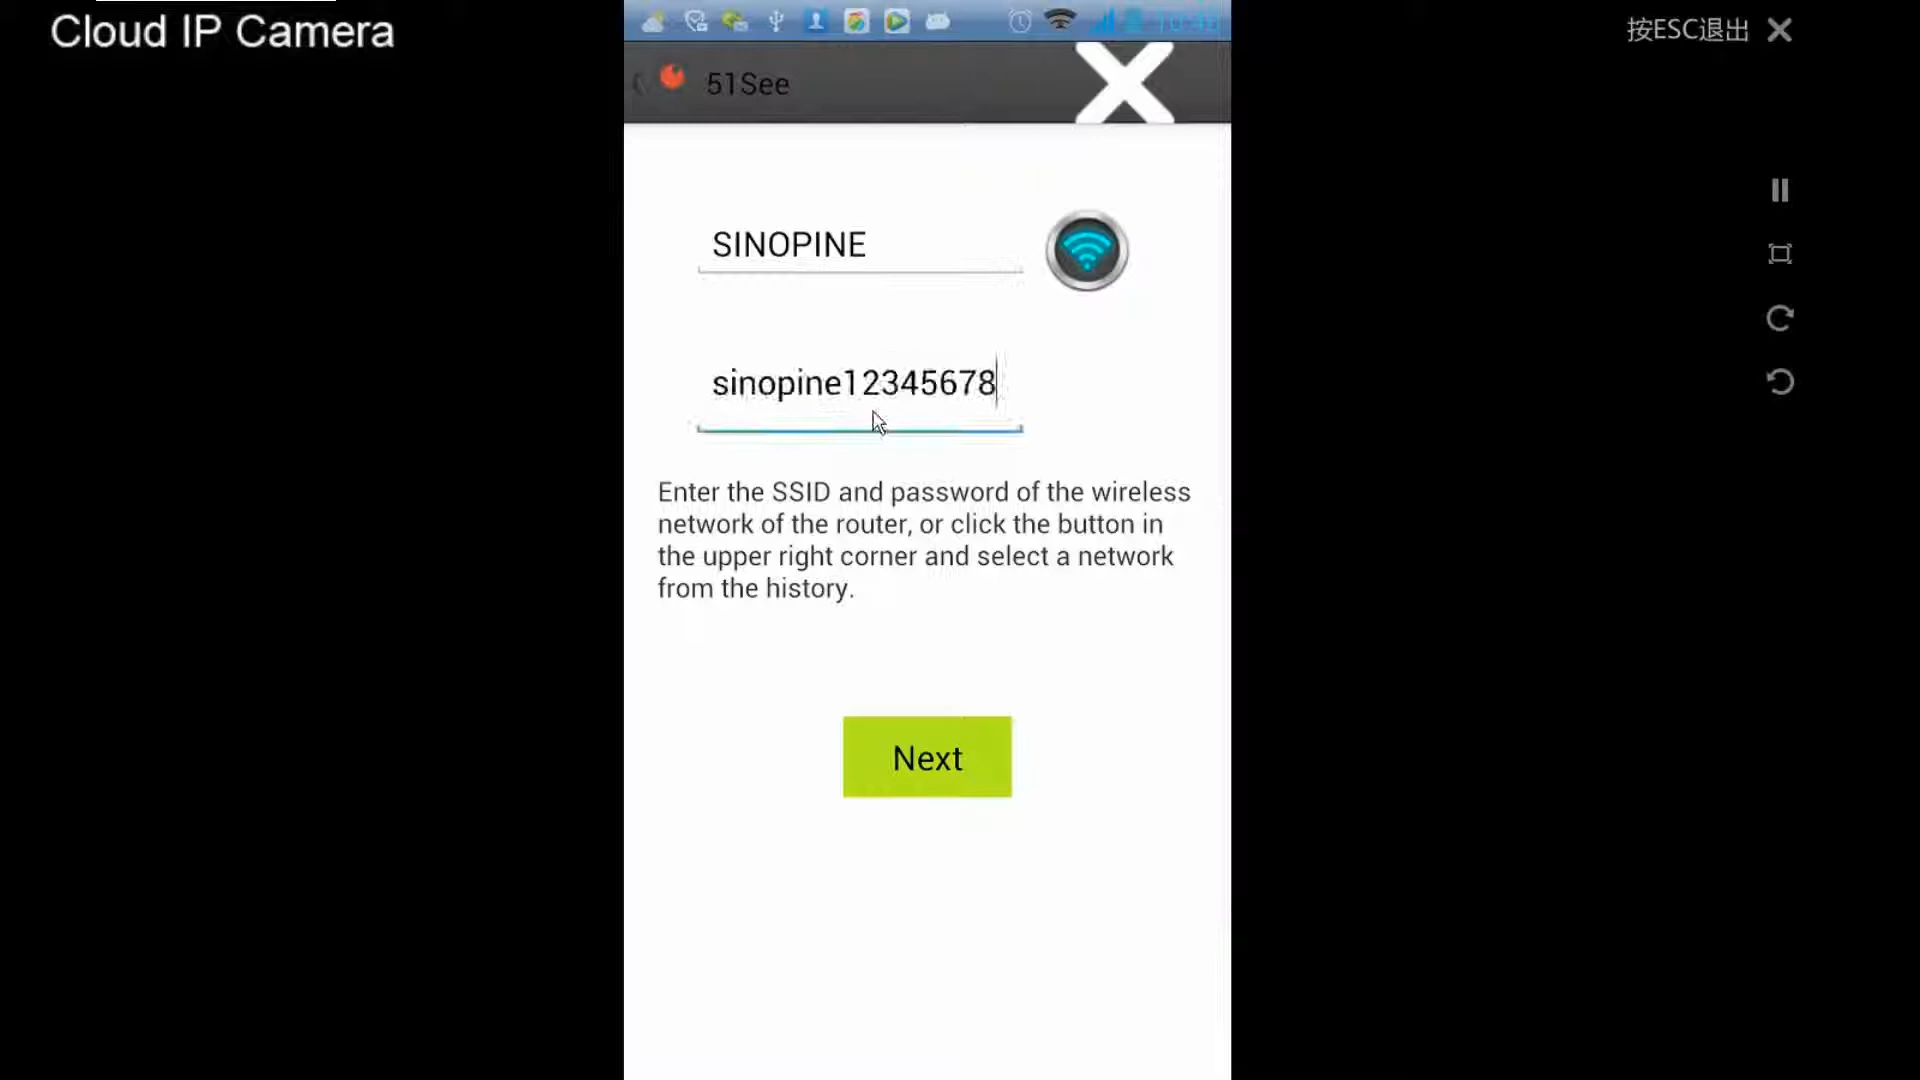 Cloud IP Camera
按ESC退出
51See
SINOPINE
sinopine12345678
Enter the SSID and password of the wireless
network of the router, or click the button in
the upper right corner and select a network
from the history.
Next